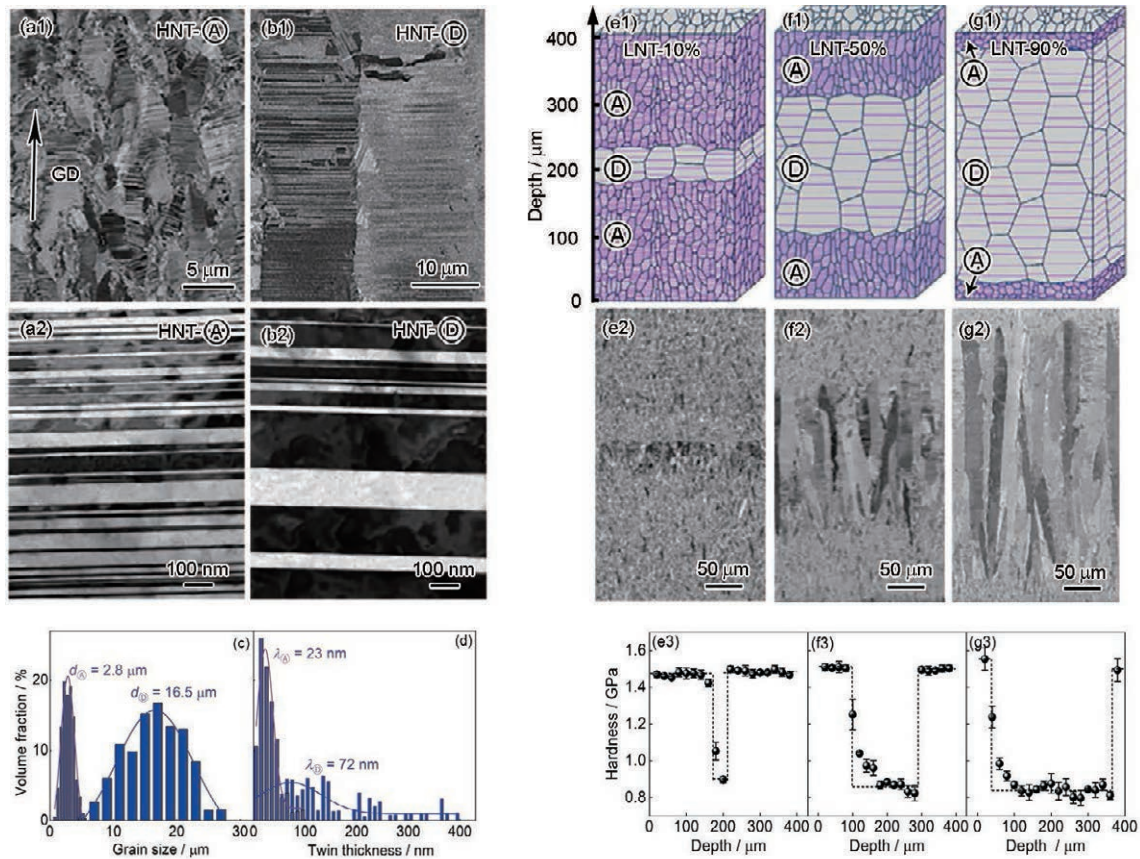 (a1) HNT-Ⓐ
GD
5 μm
(b1) HNT-Ⓓ
10 μm
(a2) HNT-Ⓐ
100 nm
(b2) HNT-Ⓓ
100 nm
Volume fraction / %
20
10
0
(c)
dⒶ = 2.8 μm
dⒹ = 16.5 μm
0 10 20 30
Grain size / μm
(d)
λⒶ = 23 nm
λⒹ = 72 nm
0 100 200 300 400
Twin thickness / nm
Depth / μm
400
300
200
100
0
(e1)
LNT-10%
Ⓐ
Ⓓ
Ⓐ
(f1)
LNT-50%
Ⓐ
Ⓓ
Ⓐ
(g1)
LNT-90%
Ⓐ
Ⓓ
Ⓐ
(e2)
50 μm
(f2)
50 μm
(g2)
50 μm
Hardness / GPa
1.6
1.4
1.2
1.0
0.8
(e3)
0 100 200 300 400
Depth / μm
(f3)
0 100 200 300 400
Depth / μm
(g3)
0 100 200 300 400
Depth / μm